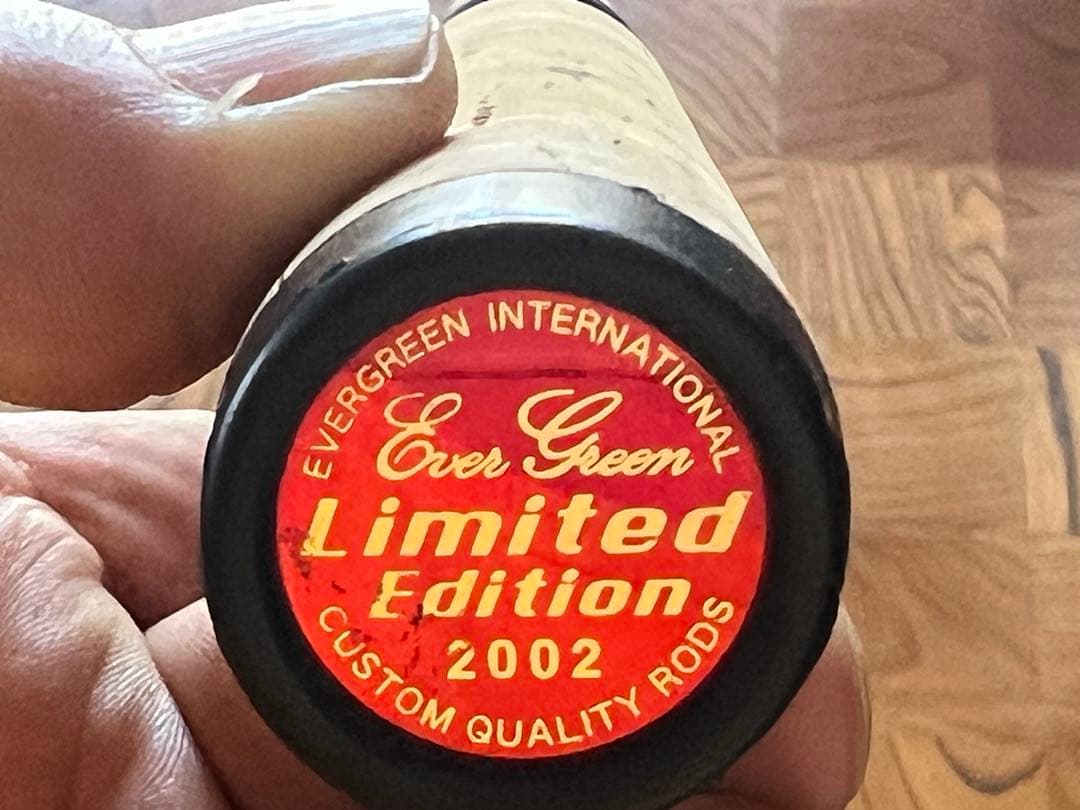 EVERGREEN INTERNATIONAL
Ever Green
Limited
Edition
2002
CUSTOM QUALITY RODS